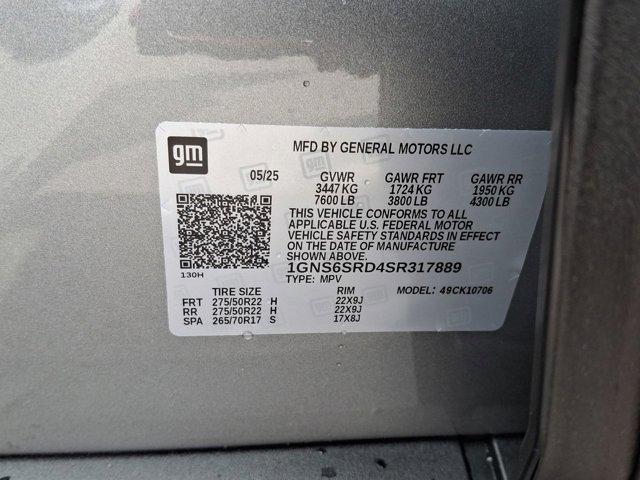 gm
MFD BY GENERAL MOTORS LLC
05/25 GVWR GAWR FRT GAWR RR
3447 KG 1724 KG 1950 KG
7600 LB 3800 LB 4300 LB
THIS VEHICLE CONFORMS TO ALL
APPLICABLE U.S. FEDERAL MOTOR
VEHICLE SAFETY STANDARDS IN EFFECT
ON THE DATE OF MANUFACTURE
SHOWN ABOVE.
130H
1GNS6SRD4SR317889
TYPE: MPV MODEL: 49CK10706
TIRE SIZE RIM
FRT 275/50R22 H 22X9J
RR 275/50R22 H 22X9J
SPA 265/70R17 S 17X8J